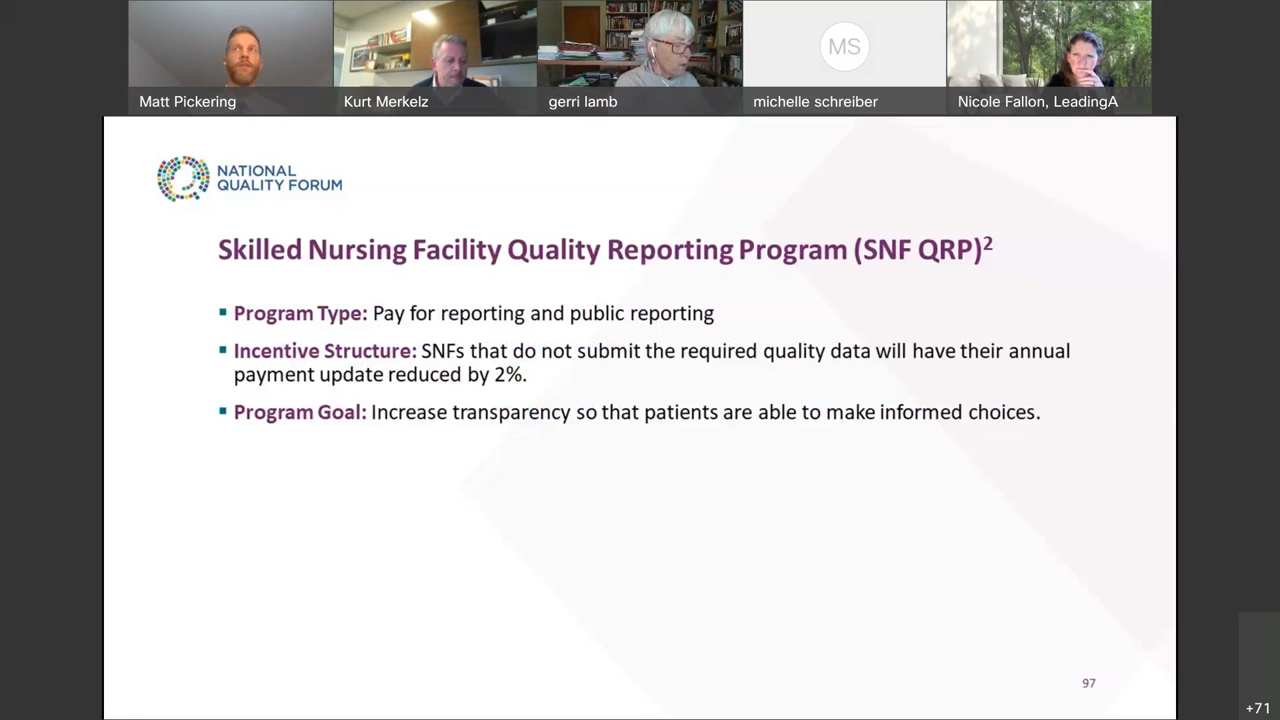 MS
Matt Pickering
Kurt Merkelz
gerri lamb
michelle schreiber
Nicole Fallon, LeadingA
NATIONAL
QUALITY FORUM
Skilled Nursing Facility Quality Reporting Program (SNF QRP)²
▪ Program Type: Pay for reporting and public reporting
▪ Incentive Structure: SNFs that do not submit the required quality data will have their annual
payment update reduced by 2%.
▪ Program Goal: Increase transparency so that patients are able to make informed choices.
97
+71